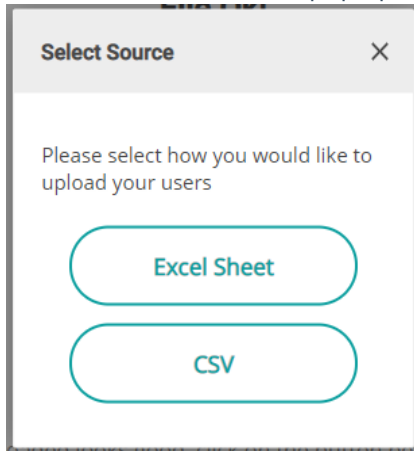 Select Source
Please select how you would like to
upload your users
Excel Sheet
CSV